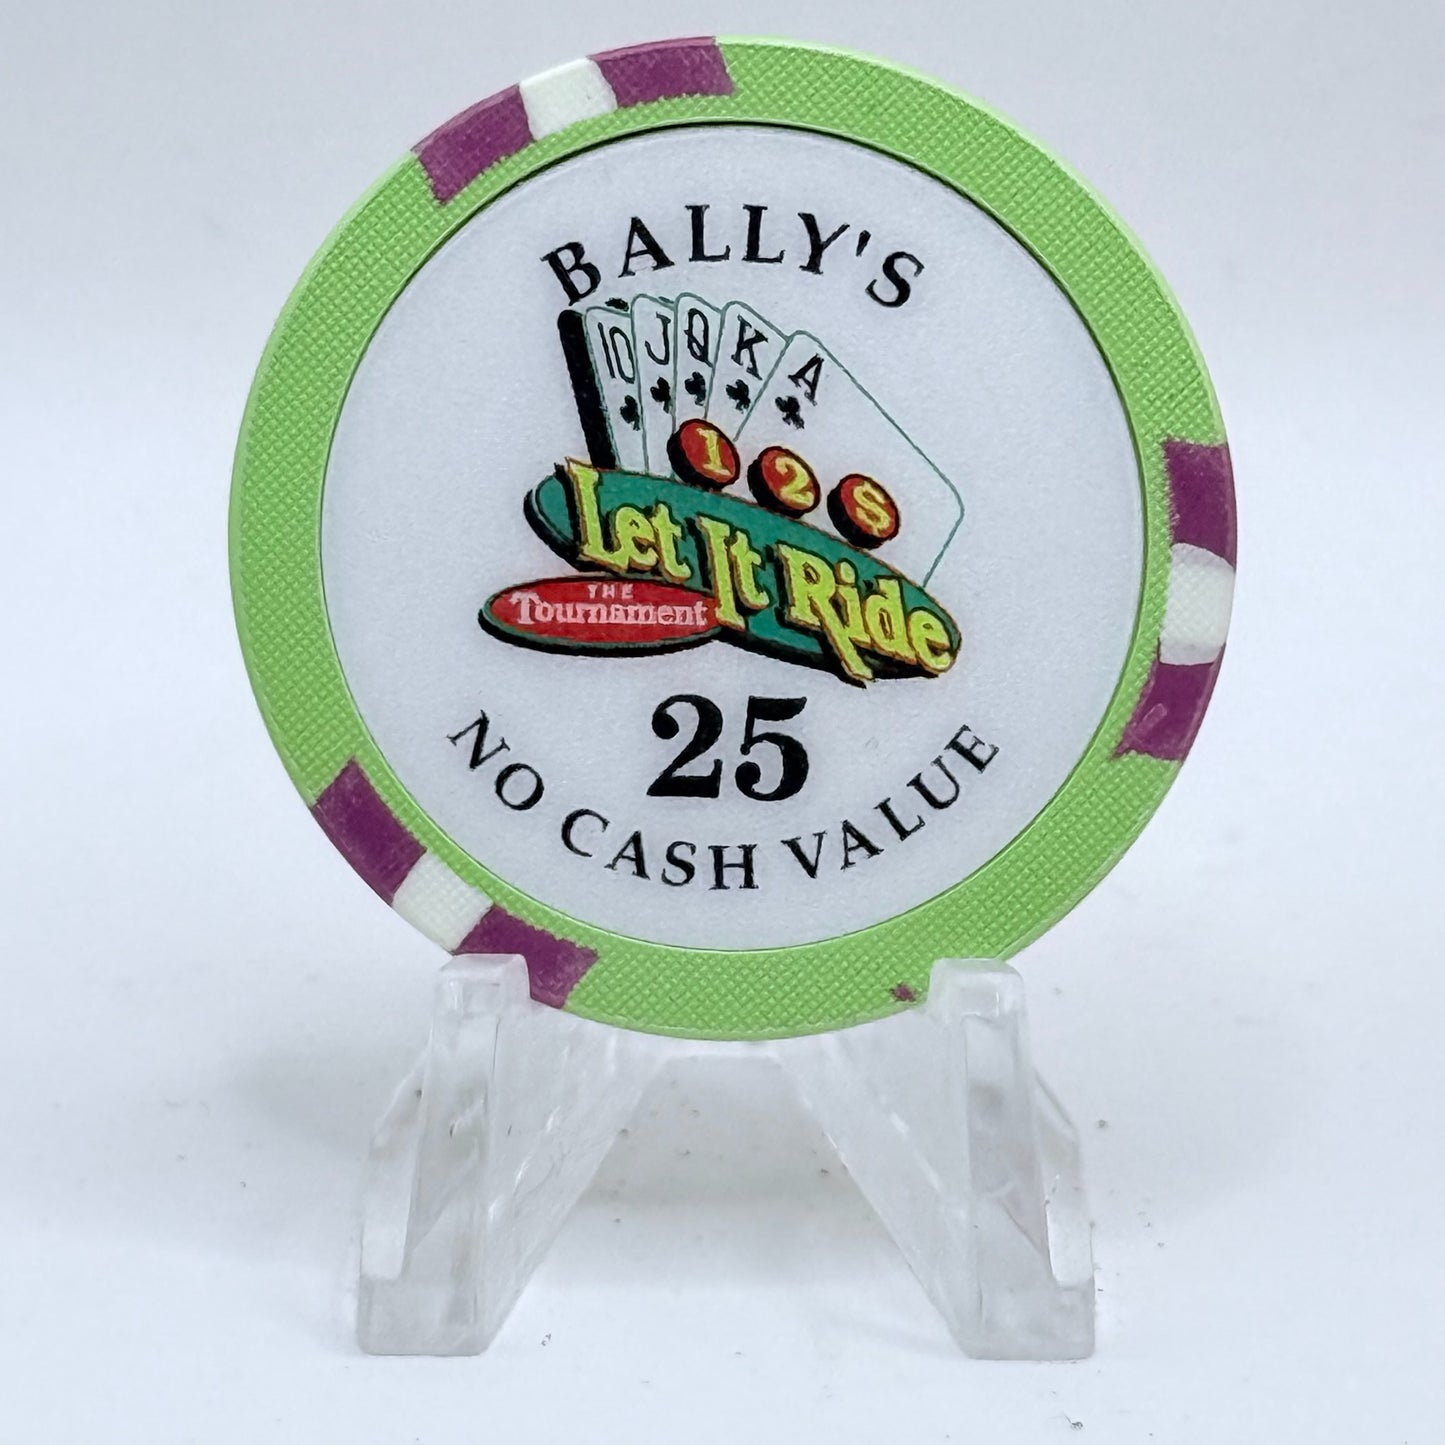 BALLY'S
10 J Q K A
1 2 $
Let It Ride
THE
Tournament
25
NO CASH VALUE